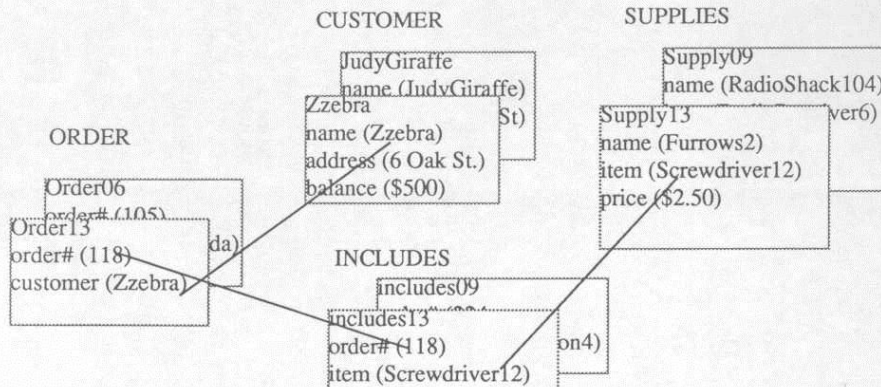 CUSTOMER
SUPPLIES
JudyGiraffe
name (JudyGiraffe)
St)
Zzebra
name (Zzebra)
address (6 Oak St.)
balance ($500)
Supply09
name (RadioShack104)
ver6)
Supply13
name (Furrows2)
item (Screwdriver12)
price ($2.50)
ORDER
Order06
order# (105)
da)
Order13
order# (118)
customer (Zzebra)
INCLUDES
includes09
on4)
includes13
order# (118)
item (Screwdriver12)